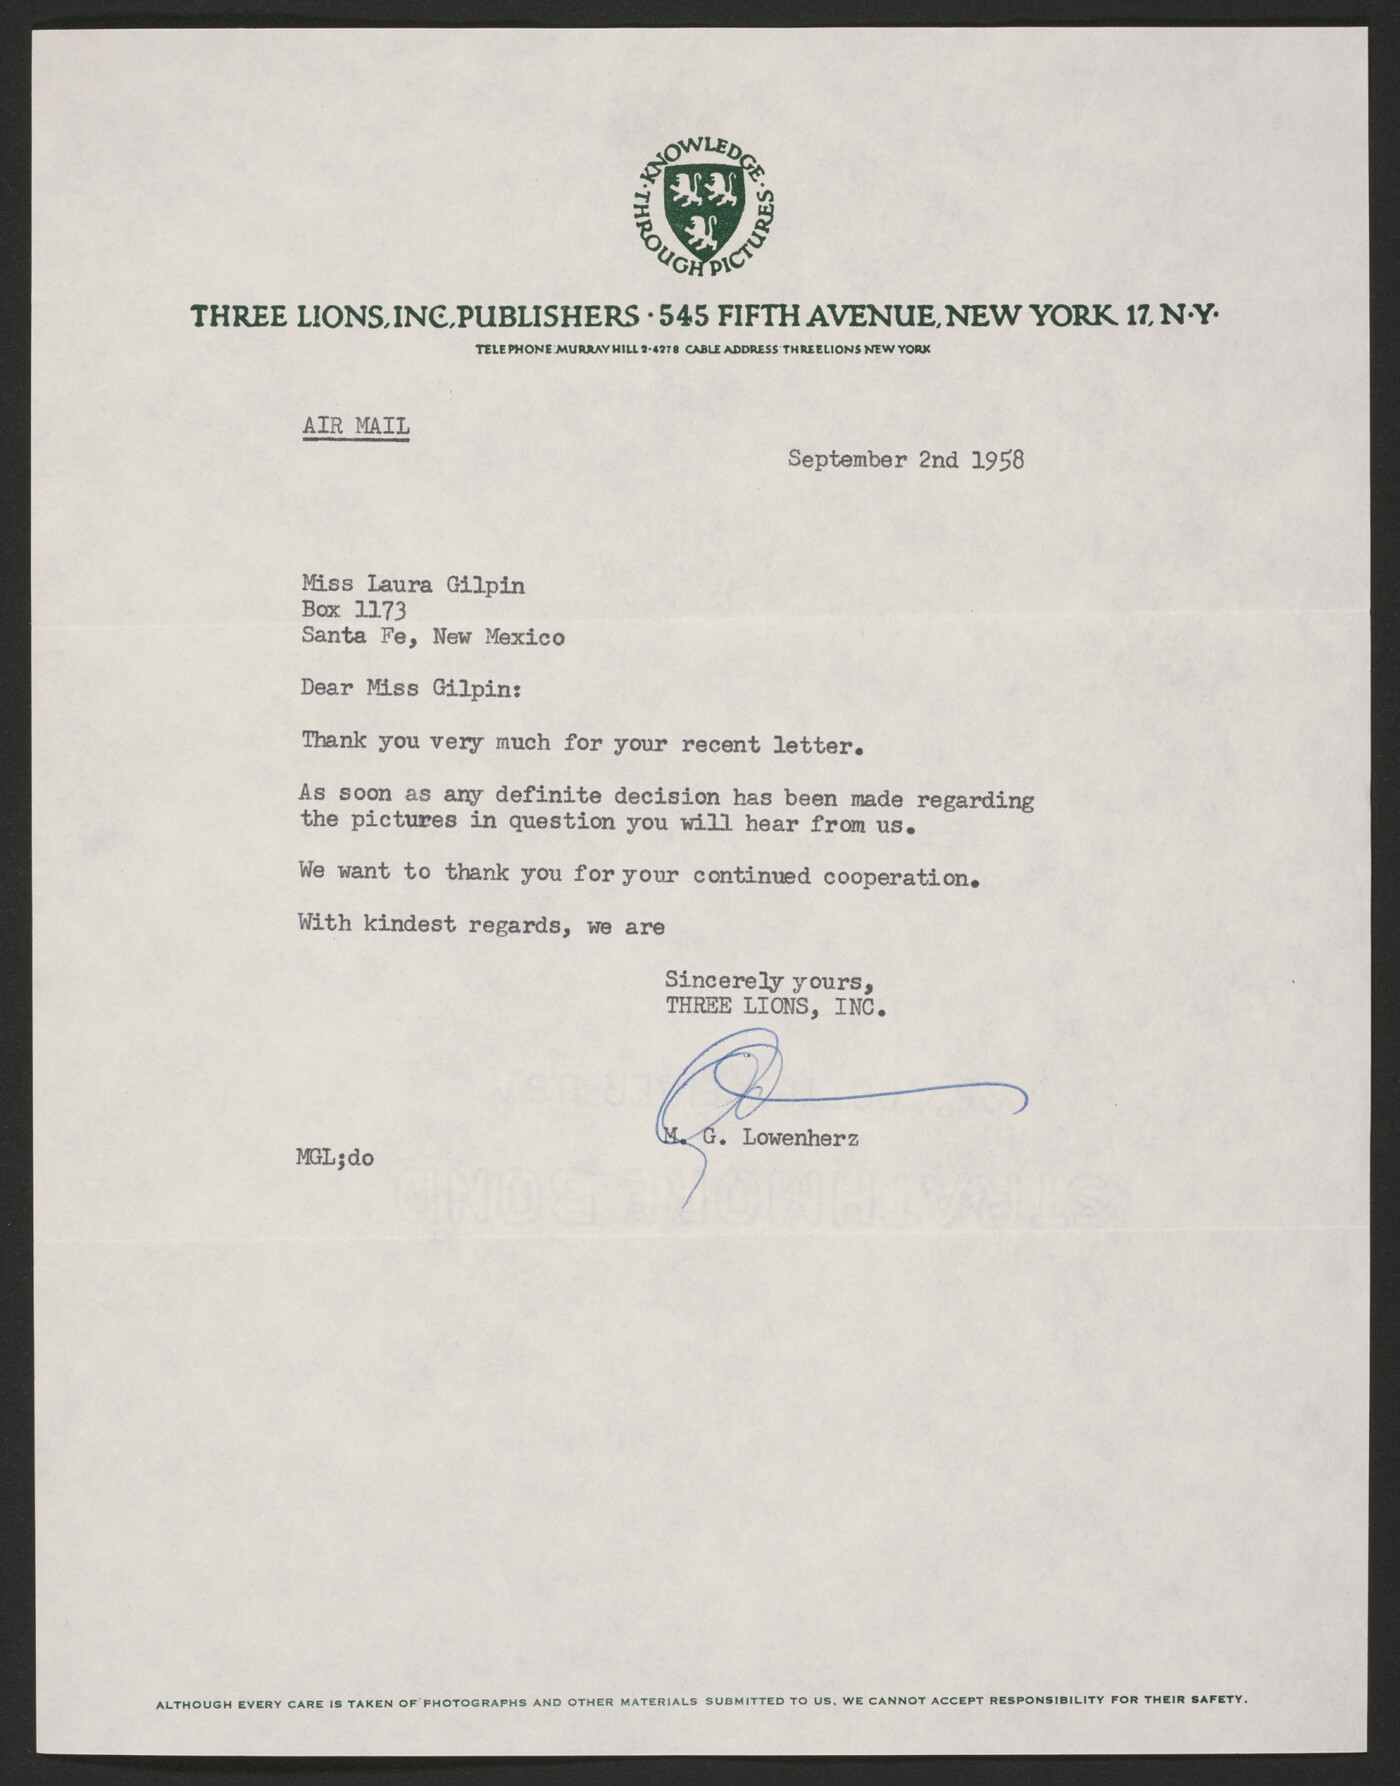 ·KNOWLEDGE·
THROUGH PICTURES
THREE LIONS, INC, PUBLISHERS · 545 FIFTH AVENUE, NEW YORK 17, N·Y·
TELEPHONE: MURRAY HILL 2-4278 CABLE ADDRESS THREELIONS NEW YORK
AIR MAIL
September 2nd 1958
Miss Laura Gilpin
Box 1173
Santa Fe, New Mexico
Dear Miss Gilpin:
Thank you very much for your recent letter.
As soon as any definite decision has been made regarding
the pictures in question you will hear from us.
We want to thank you for your continued cooperation.
With kindest regards, we are
Sincerely yours,
THREE LIONS, INC.
M. G. Lowenherz
MGL;do
STRATHMORE BOND
ALTHOUGH EVERY CARE IS TAKEN OF PHOTOGRAPHS AND OTHER MATERIALS SUBMITTED TO US, WE CANNOT ACCEPT RESPONSIBILITY FOR THEIR SAFETY.